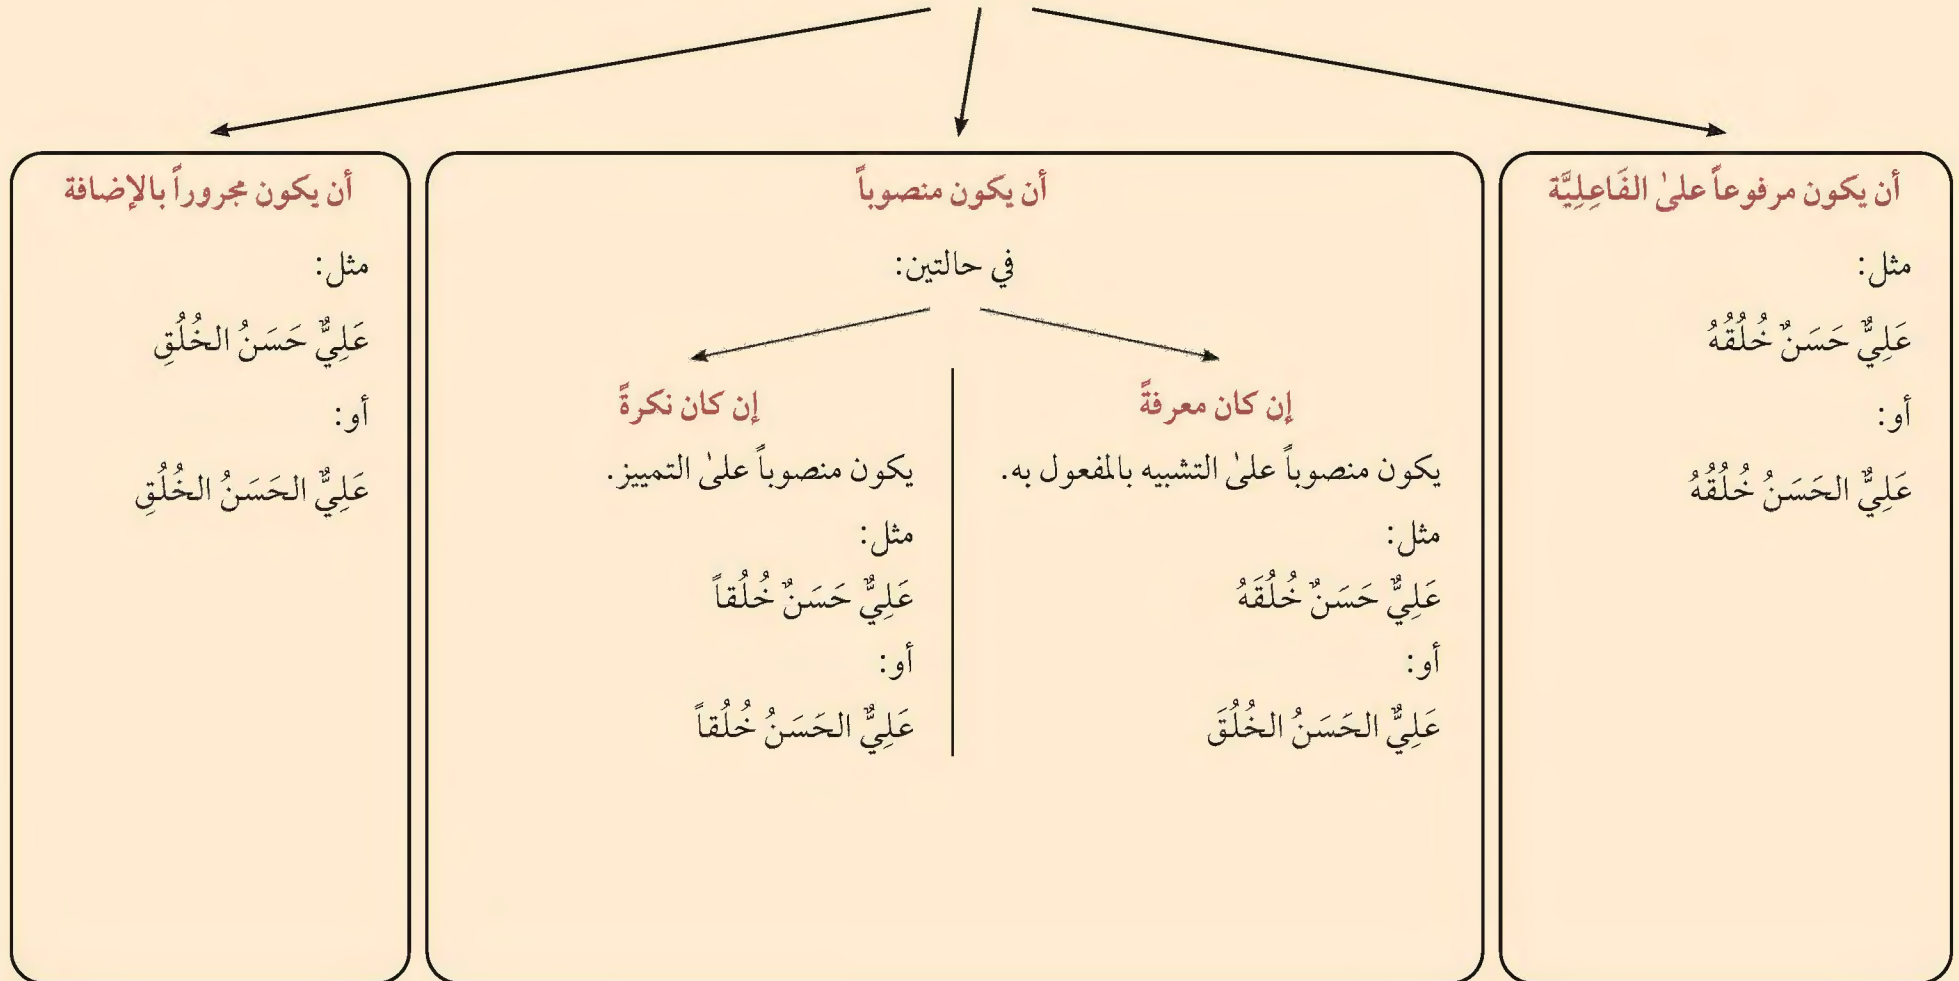 أن يكون مرفوعاً علىٰ الفَاعِلِيَّة
مثل:
عَلِيٌّ حَسَنٌ خُلُقُهُ
أو:
عَلِيٌّ الحَسَنُ خُلُقُهُ
أن يكون منصوباً
في حالتين:
إن كان معرفةً
يكون منصوباً علىٰ التشبيه بالمفعول به.
مثل:
عَلِيٌّ حَسَنٌ خُلُقَهُ
أو:
عَلِيٌّ الحَسَنُ الخُلُقَ
إن كان نكرةً
يكون منصوباً علىٰ التمييز.
مثل:
عَلِيٌّ حَسَنٌ خُلُقاً
أو:
عَلِيٌّ الحَسَنُ خُلُقاً
أن يكون مجروراً بالإضافة
مثل:
عَلِيٌّ حَسَنُ الخُلُقِ
أو:
عَلِيٌّ الحَسَنُ الخُلُقِ